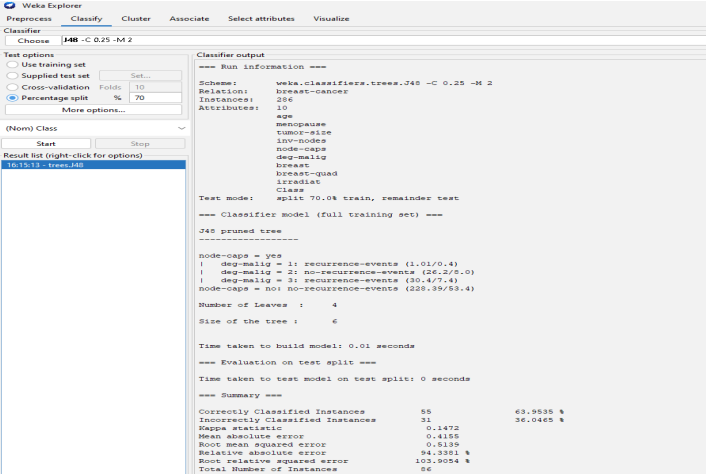 Weka Explorer
Preprocess Classify Cluster Associate Select attributes Visualize
Classifier
Choose J48 -C 0.25 -M 2
Test options
Use training set
Supplied test set Set...
Cross-validation Folds 10
Percentage split % 70
More options...
(Nom) Class
Start Stop
Result list (right-click for options)
16:15:13 - trees.J48
Classifier output
=== Run information ===
Scheme: weka.classifiers.trees.J48 -C 0.25 -M 2
Relation: breast-cancer
Instances: 286
Attributes: 10
age
menopause
tumor-size
inv-nodes
node-caps
deg-malig
breast
breast-quad
irradiat
Class
Test mode: split 70.0% train, remainder test
=== Classifier model (full training set) ===
J48 pruned tree
------------------
node-caps = yes
| deg-malig = 1: recurrence-events (1.01/0.4)
| deg-malig = 2: no-recurrence-events (26.2/8.0)
| deg-malig = 3: recurrence-events (30.4/7.4)
node-caps = no: no-recurrence-events (228.39/53.4)
Number of Leaves : 4
Size of the tree : 6
Time taken to build model: 0.01 seconds
=== Evaluation on test split ===
Time taken to test model on test split: 0 seconds
=== Summary ===
Correctly Classified Instances 55 63.9535 %
Incorrectly Classified Instances 31 36.0465 %
Kappa statistic 0.1472
Mean absolute error 0.4155
Root mean squared error 0.5139
Relative absolute error 94.3381 %
Root relative squared error 103.9054 %
Total Number of Instances 86